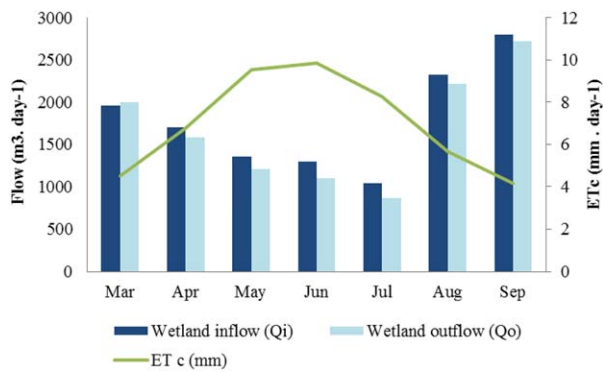 3000
2500
2000
1500
1000
500
0
Flow (m3. day-1)
12
10
8
6
4
2
0
ETc (mm . day-1)
Mar Apr May Jun Jul Aug Sep
Wetland inflow (Qi) Wetland outflow (Qo)
ET c (mm)